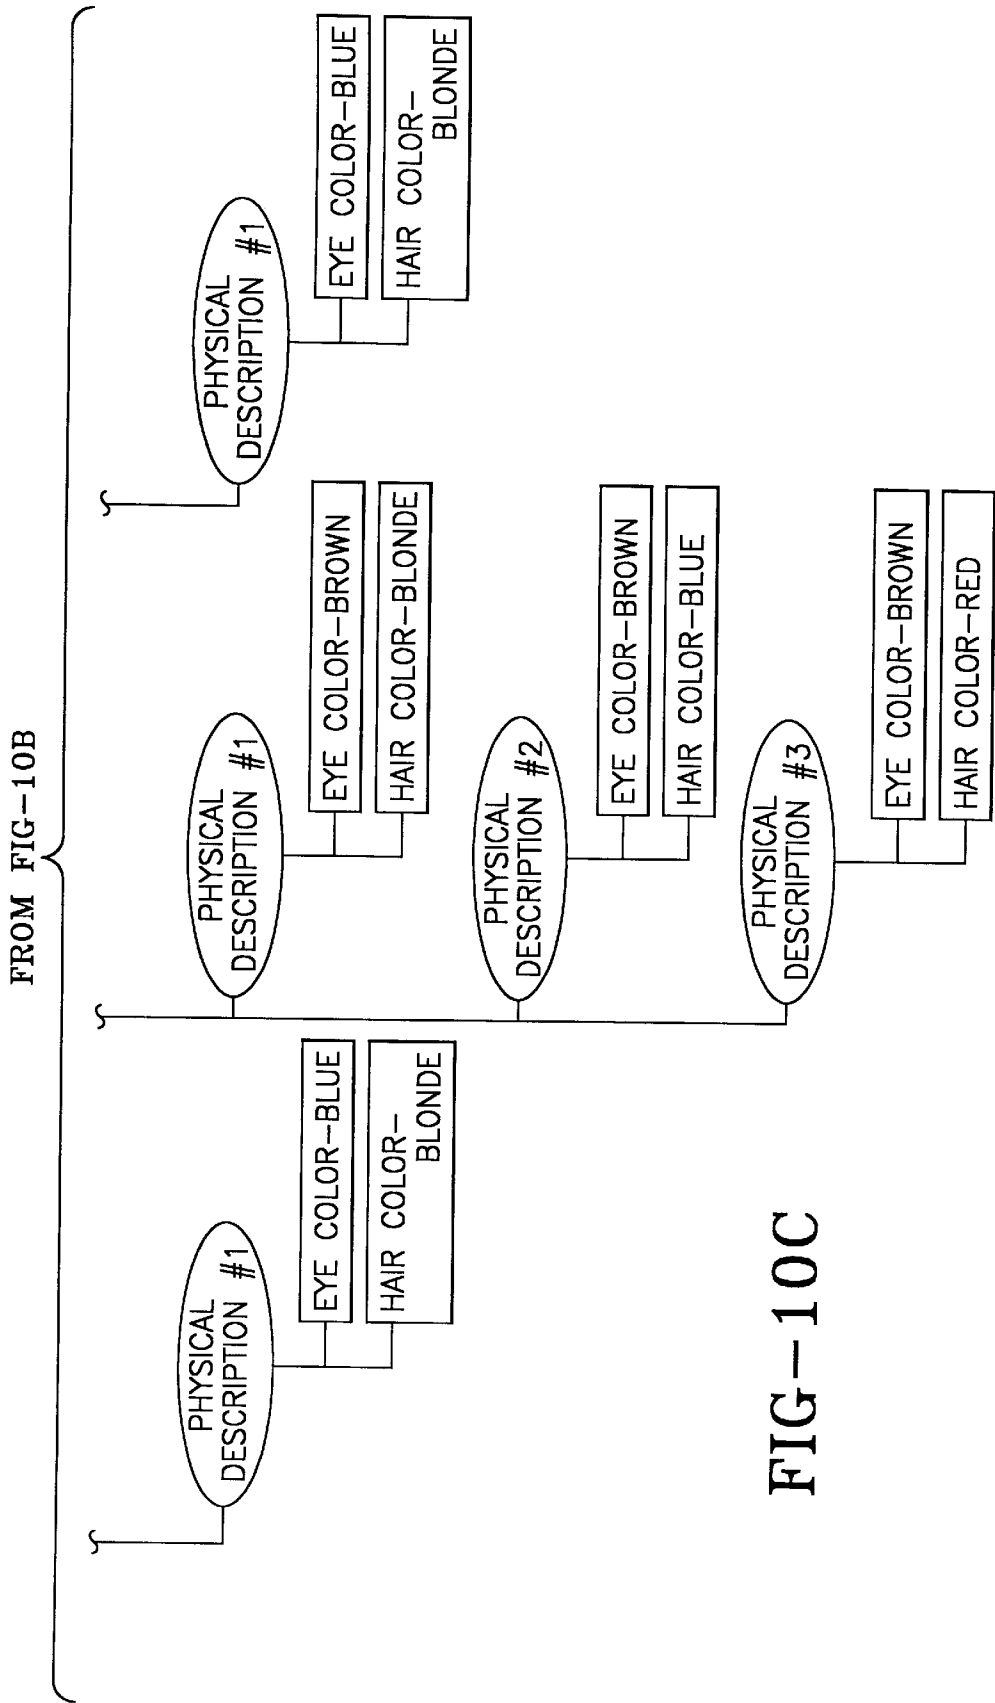 FROM FIG-10B
PHYSICAL
DESCRIPTION #1
EYE COLOR-BLUE
HAIR COLOR-
BLONDE
PHYSICAL
DESCRIPTION #1
EYE COLOR-BROWN
HAIR COLOR-BLONDE
PHYSICAL
DESCRIPTION #2
EYE COLOR-BROWN
HAIR COLOR-BLUE
PHYSICAL
DESCRIPTION #3
EYE COLOR-BROWN
HAIR COLOR-RED
PHYSICAL
DESCRIPTION #1
EYE COLOR-BLUE
HAIR COLOR-
BLONDE
FIG-10C